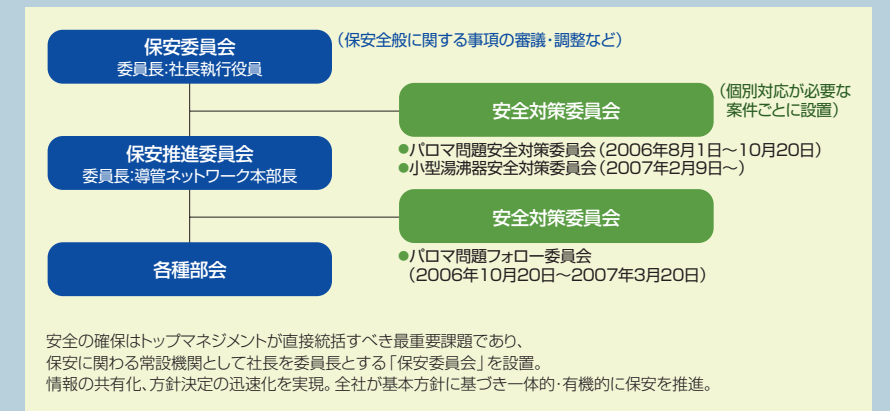 保安委員会
委員長:社長執行役員
（保安全般に関する事項の審議・調整など）
安全対策委員会
（個別対応が必要な
案件ごとに設置）
●パロマ問題安全対策委員会（2006年8月1日～10月20日）
●小型湯沸器安全対策委員会（2007年2月9日～）
保安推進委員会
委員長:導管ネットワーク本部長
安全対策委員会
●パロマ問題フォロー委員会
（2006年10月20日～2007年3月20日）
各種部会
安全の確保はトップマネジメントが直接統括すべき最重要課題であり、
保安に関わる常設機関として社長を委員長とする「保安委員会」を設置。
情報の共有化、方針決定の迅速化を実現。全社が基本方針に基づき一体的・有機的に保安を推進。